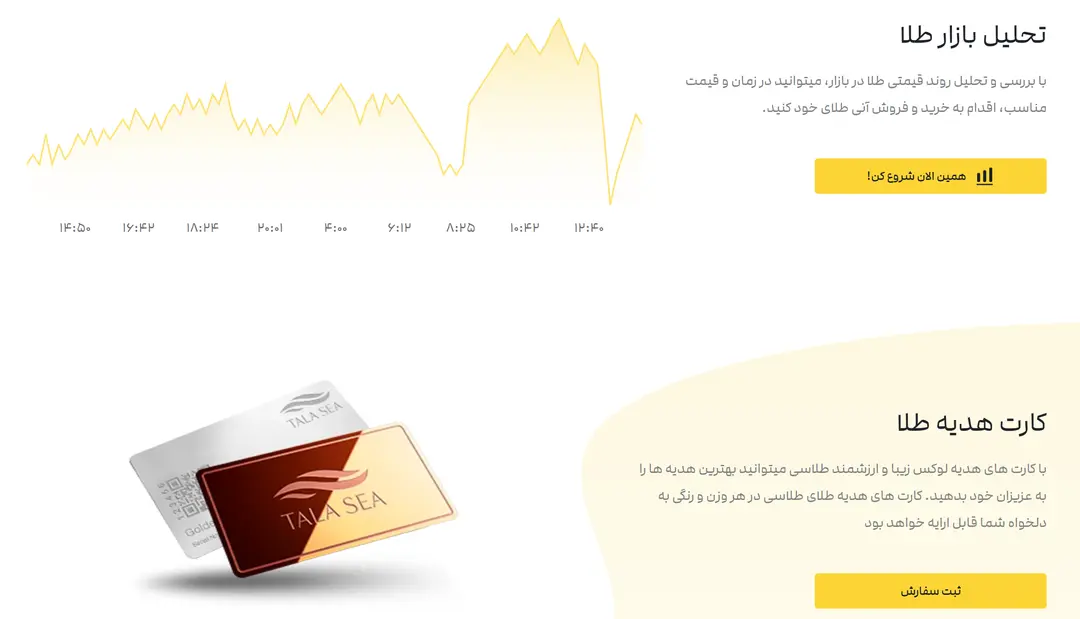 تحلیل بازار طلا
با بررسی و تحلیل روند قیمتی طلا در بازار، میتوانید در زمان و قیمت
مناسب، اقدام به خرید و فروش آنی طلای خود کنید.
همین الان شروع کن!
۱۴:۵۰ ۱۶:۴۲ ۱۸:۲۴ ۲۰:۰۱ ۴:۰۰ ۶:۱۲ ۸:۲۵ ۱۰:۴۲ ۱۲:۴۰
کارت هدیه طلا
با کارت های هدیه لوکس زیبا و ارزشمند طلاسی میتوانید بهترین هدیه ها را
به عزیزان خود بدهید. کارت های هدیه طلای طلاسی در هر وزن و رنگی به
دلخواه شما قابل ارایه خواهد بود
ثبت سفارش
TALA SEA
TALA SEA